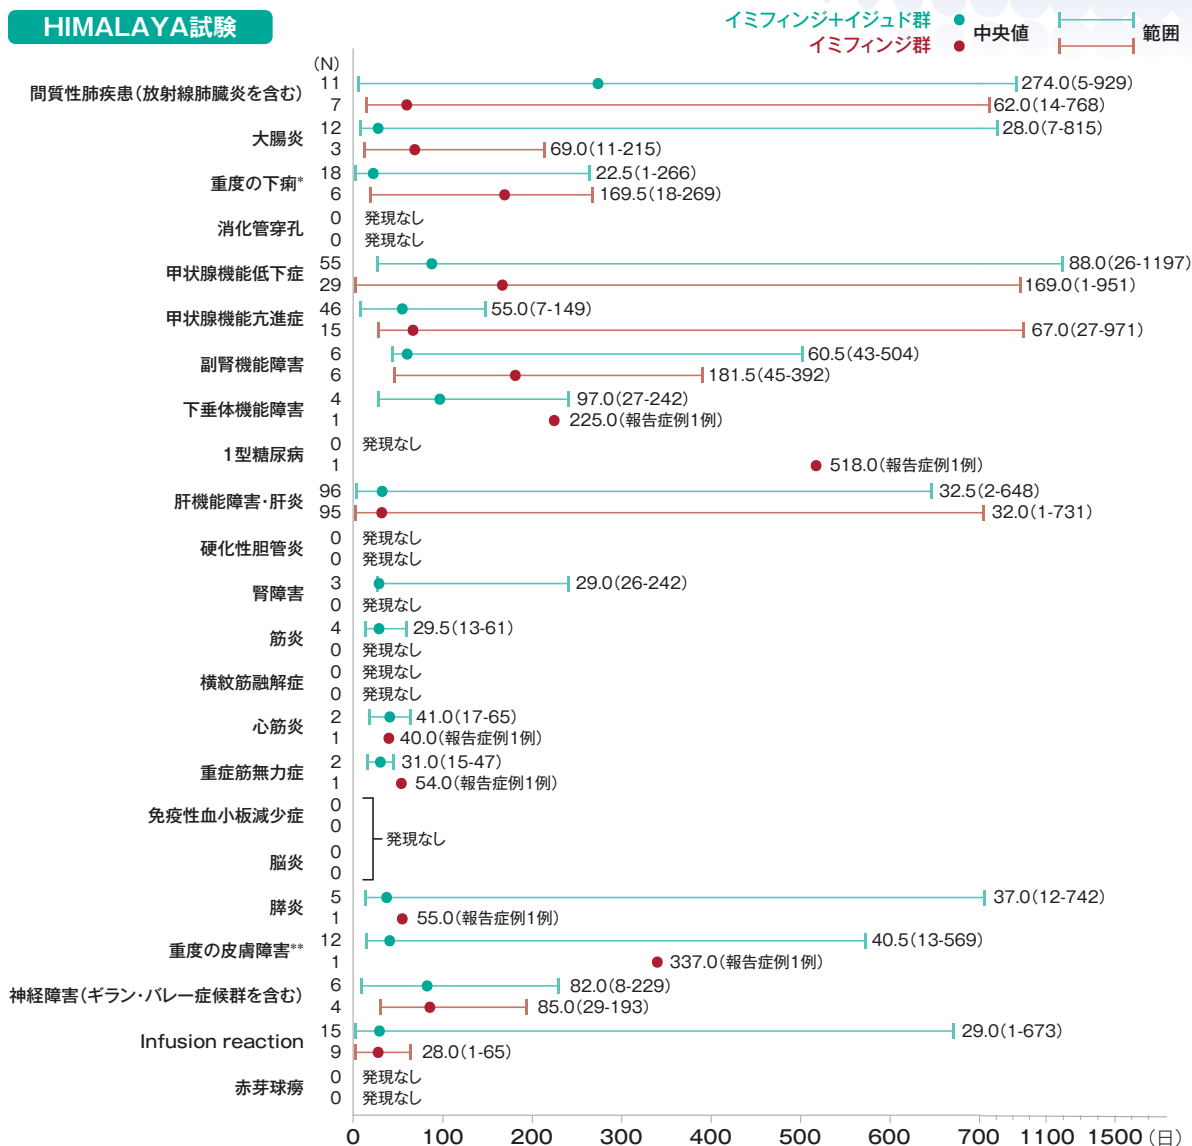 HIMALAYA試験
イミフィンジ+イジュド群
イミフィンジ群
中央値
範囲
(N)
間質性肺疾患(放射線肺臓炎を含む)
11 274.0(5-929)
7 62.0(14-768)
大腸炎
12 28.0(7-815)
3 69.0(11-215)
重度の下痢*
18 22.5(1-266)
6 169.5(18-269)
消化管穿孔
0 発現なし
0 発現なし
甲状腺機能低下症
55 88.0(26-1197)
29 169.0(1-951)
甲状腺機能亢進症
46 55.0(7-149)
15 67.0(27-971)
副腎機能障害
6 60.5(43-504)
6 181.5(45-392)
下垂体機能障害
4 97.0(27-242)
1 225.0(報告症例1例)
1型糖尿病
0 発現なし
1 518.0(報告症例1例)
肝機能障害・肝炎
96 32.5(2-648)
95 32.0(1-731)
硬化性胆管炎
0 発現なし
0 発現なし
腎障害
3 29.0(26-242)
0 発現なし
筋炎
4 29.5(13-61)
0 発現なし
横紋筋融解症
0 発現なし
0 発現なし
心筋炎
2 41.0(17-65)
1 40.0(報告症例1例)
重症筋無力症
2 31.0(15-47)
1 54.0(報告症例1例)
免疫性血小板減少症
0
0
発現なし
脳炎
0
0
膵炎
5 37.0(12-742)
1 55.0(報告症例1例)
重度の皮膚障害**
12 40.5(13-569)
1 337.0(報告症例1例)
神経障害(ギラン・バレー症候群を含む)
6 82.0(8-229)
4 85.0(29-193)
Infusion reaction
15 29.0(1-673)
9 28.0(1-65)
赤芽球癆
0 発現なし
0 発現なし
0 100 200 300 400 500 600 700 1100 1500(日)